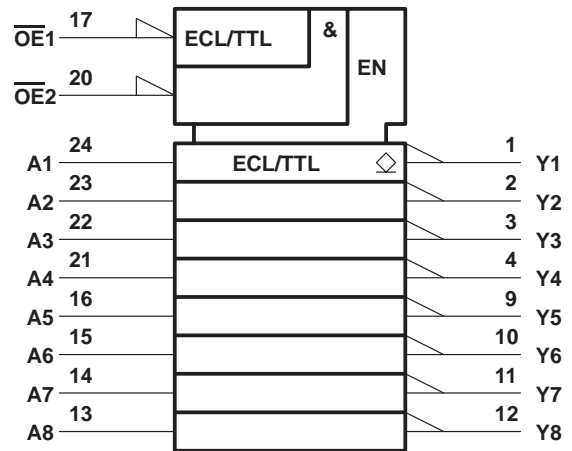 17
O̅E̅1 ECL/TTL & EN
20
O̅E̅2
24 1
A1 ECL/TTL Y1
23 2
A2 Y2
22 3
A3 Y3
21 4
A4 Y4
16 9
A5 Y5
15 10
A6 Y6
14 11
A7 Y7
13 12
A8 Y8